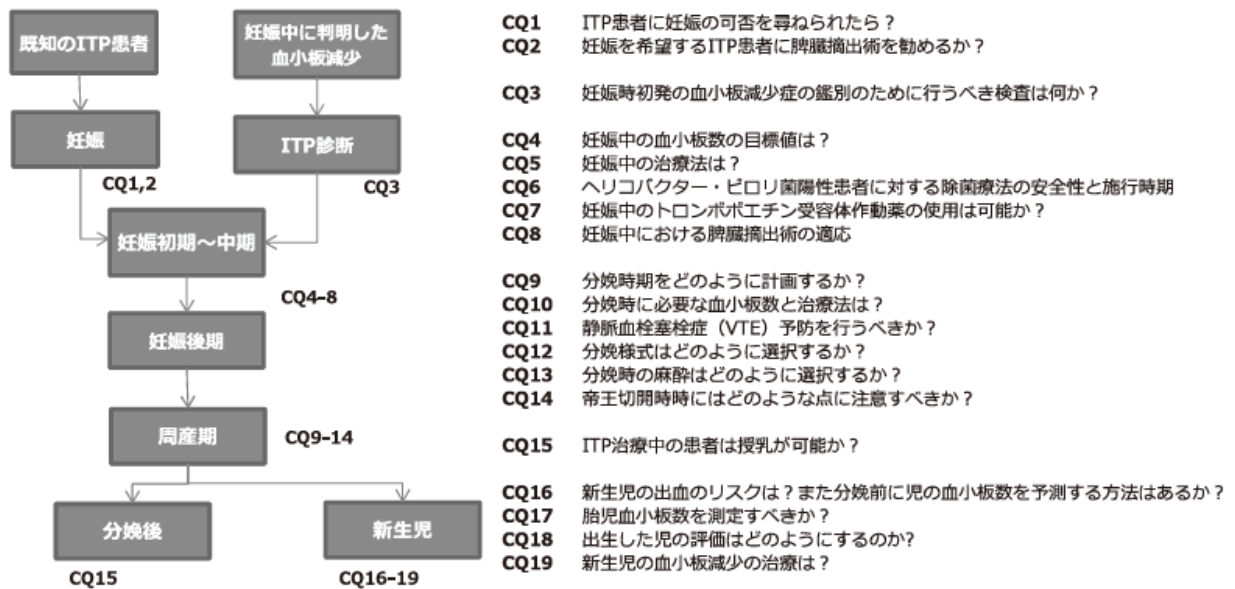 既知のITP患者
妊娠中に判明した
血小板減少
妊娠
ITP診断
CQ1,2
CQ3
妊娠初期～中期
CQ4–8
妊娠後期
周産期
CQ9–14
分娩後
新生児
CQ15
CQ16–19
CQ1 ITP患者に妊娠の可否を尋ねられたら？
CQ2 妊娠を希望するITP患者に脾臓摘出術を勧めるか？
CQ3 妊娠時初発の血小板減少症の鑑別のために行うべき検査は何か？
CQ4 妊娠中の血小板数の目標値は？
CQ5 妊娠中の治療法は？
CQ6 ヘリコバクター・ピロリ菌陽性患者に対する除菌療法の安全性と施行時期
CQ7 妊娠中のトロンボポエチン受容体作動薬の使用は可能か？
CQ8 妊娠中における脾臓摘出術の適応
CQ9 分娩時期をどのように計画するか？
CQ10 分娩時に必要な血小板数と治療法は？
CQ11 静脈血栓塞栓症（VTE）予防を行うべきか？
CQ12 分娩様式はどのように選択するか？
CQ13 分娩時の麻酔はどのように選択するか？
CQ14 帝王切開時時にはどのような点に注意すべきか？
CQ15 ITP治療中の患者は授乳が可能か？
CQ16 新生児の出血のリスクは？また分娩前に児の血小板数を予測する方法はあるか？
CQ17 胎児血小板数を測定すべきか？
CQ18 出生した児の評価はどのようにするのか?
CQ19 新生児の血小板減少の治療は？